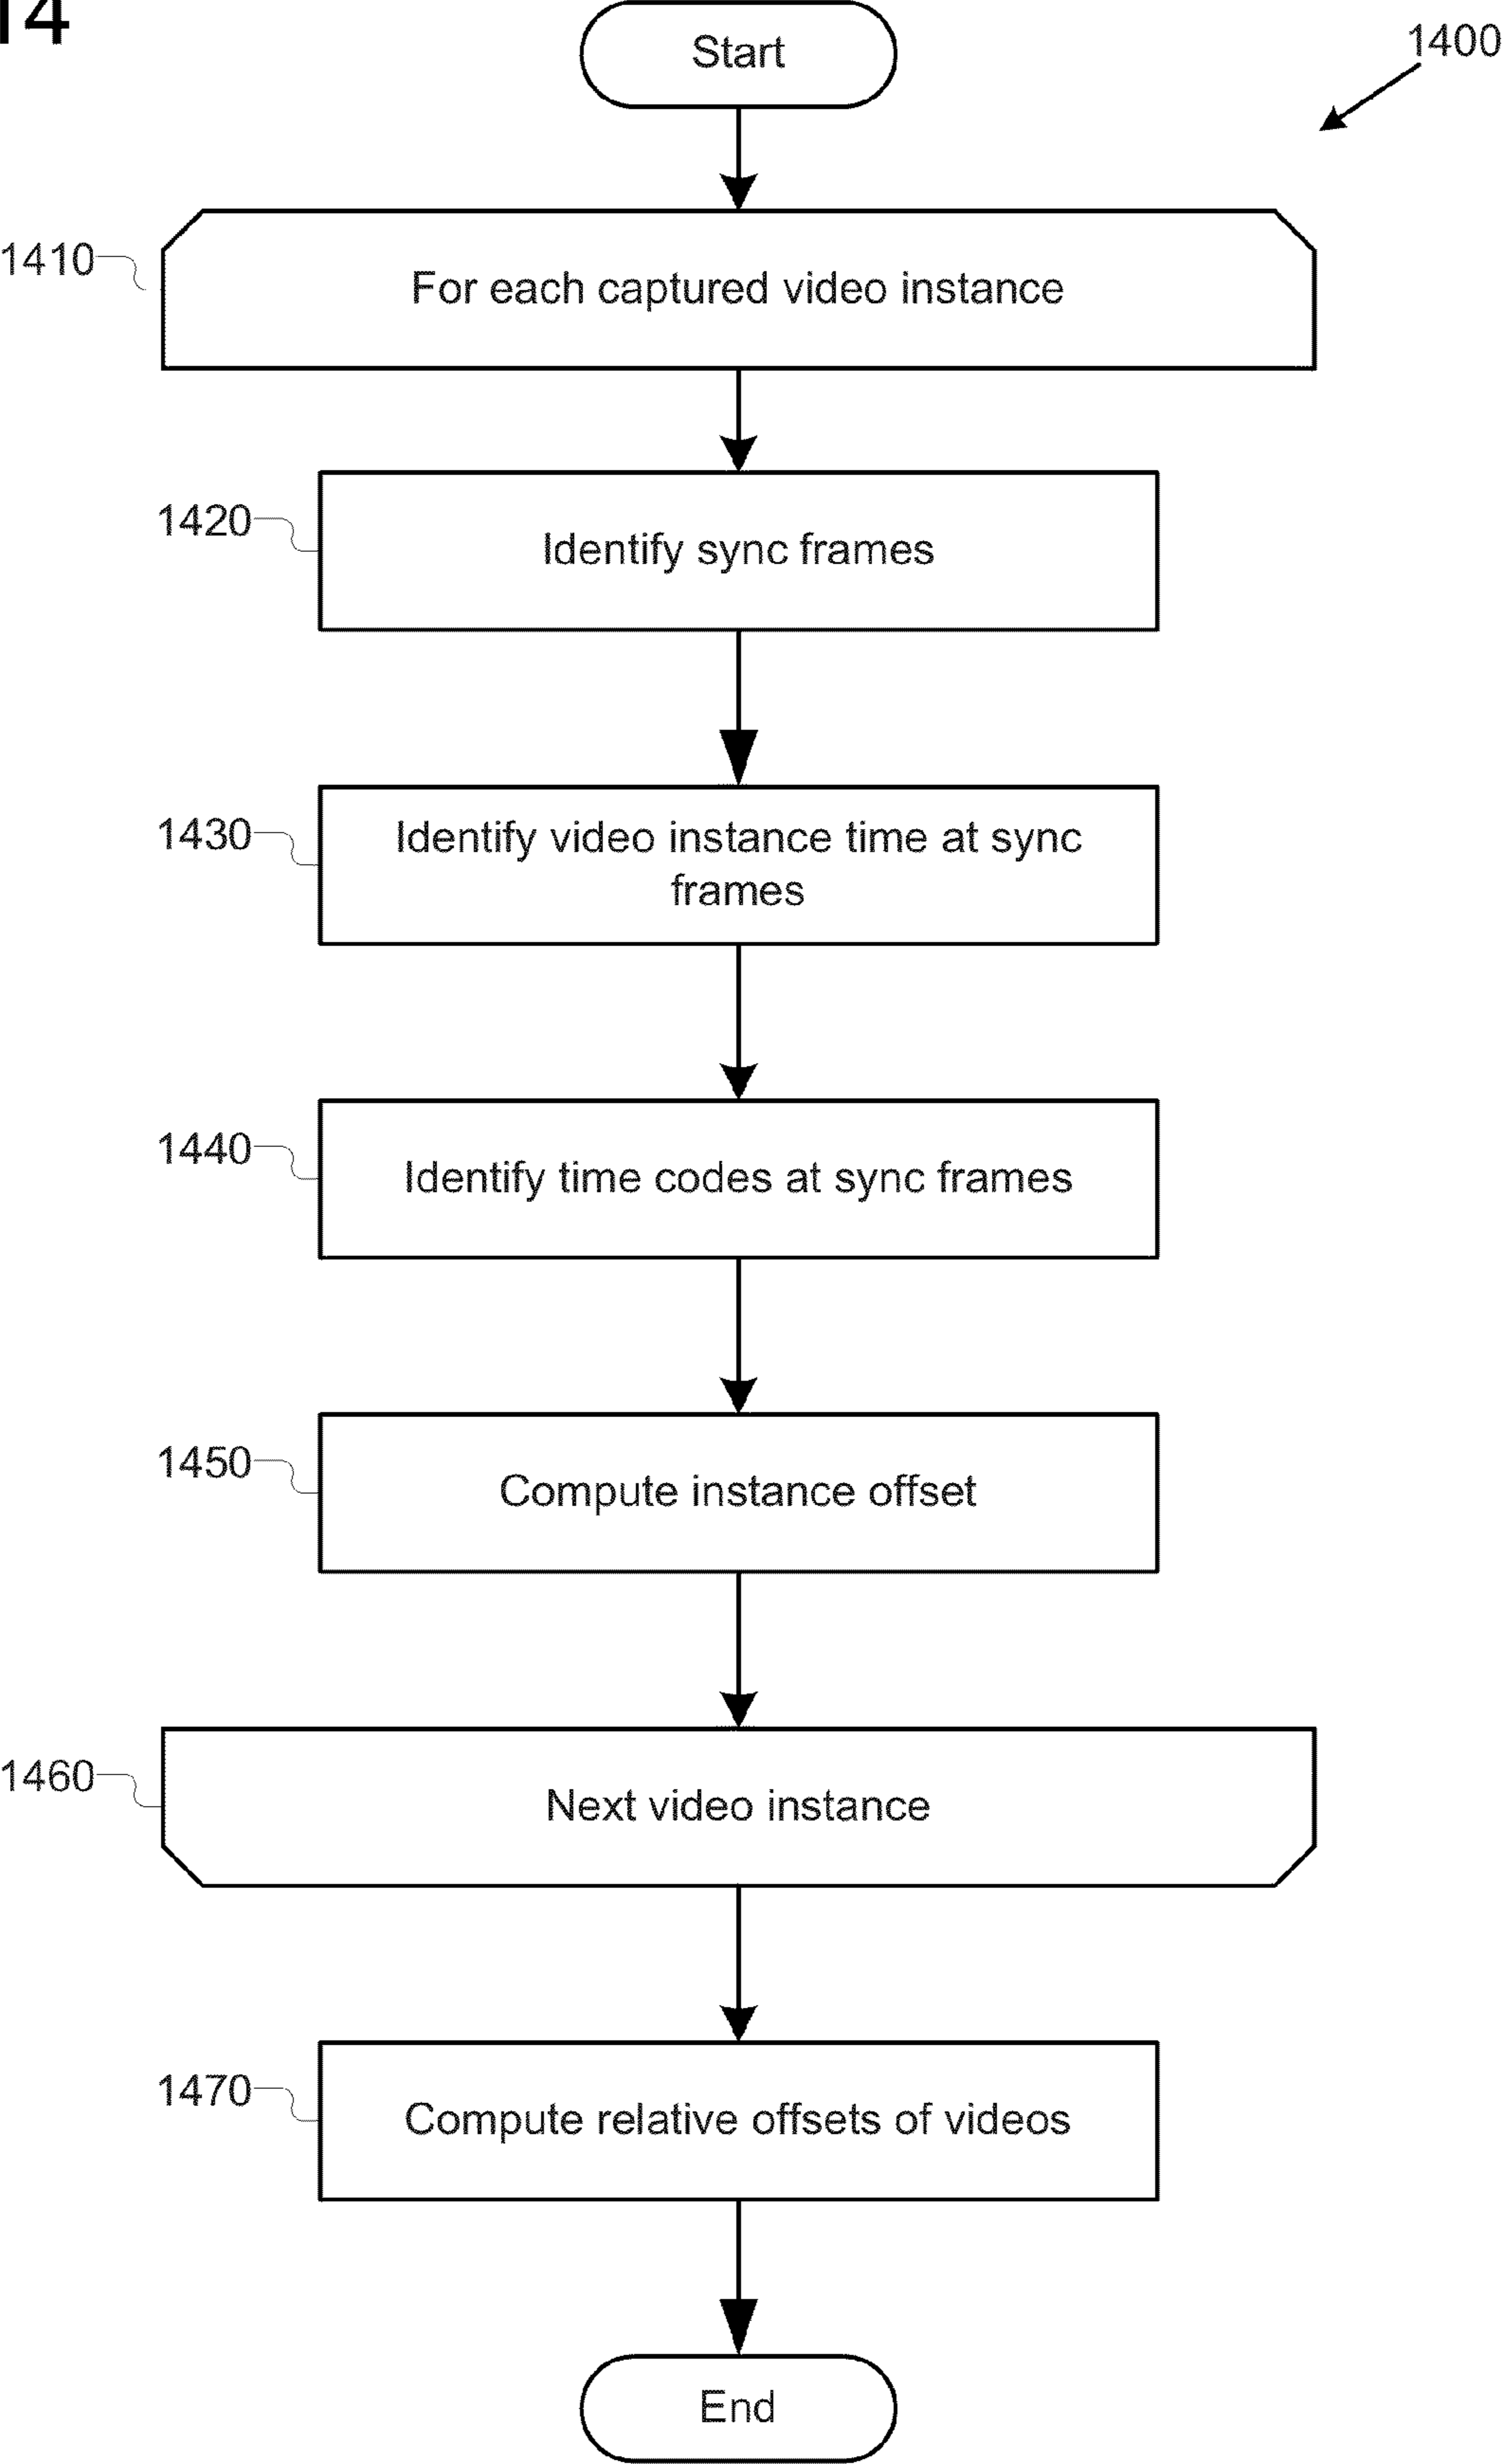 14
Start
1400
1410
For each captured video instance
1420
Identify sync frames
1430
Identify video instance time at sync
frames
1440
Identify time codes at sync frames
1450
Compute instance offset
1460
Next video instance
1470
Compute relative offsets of videos
End